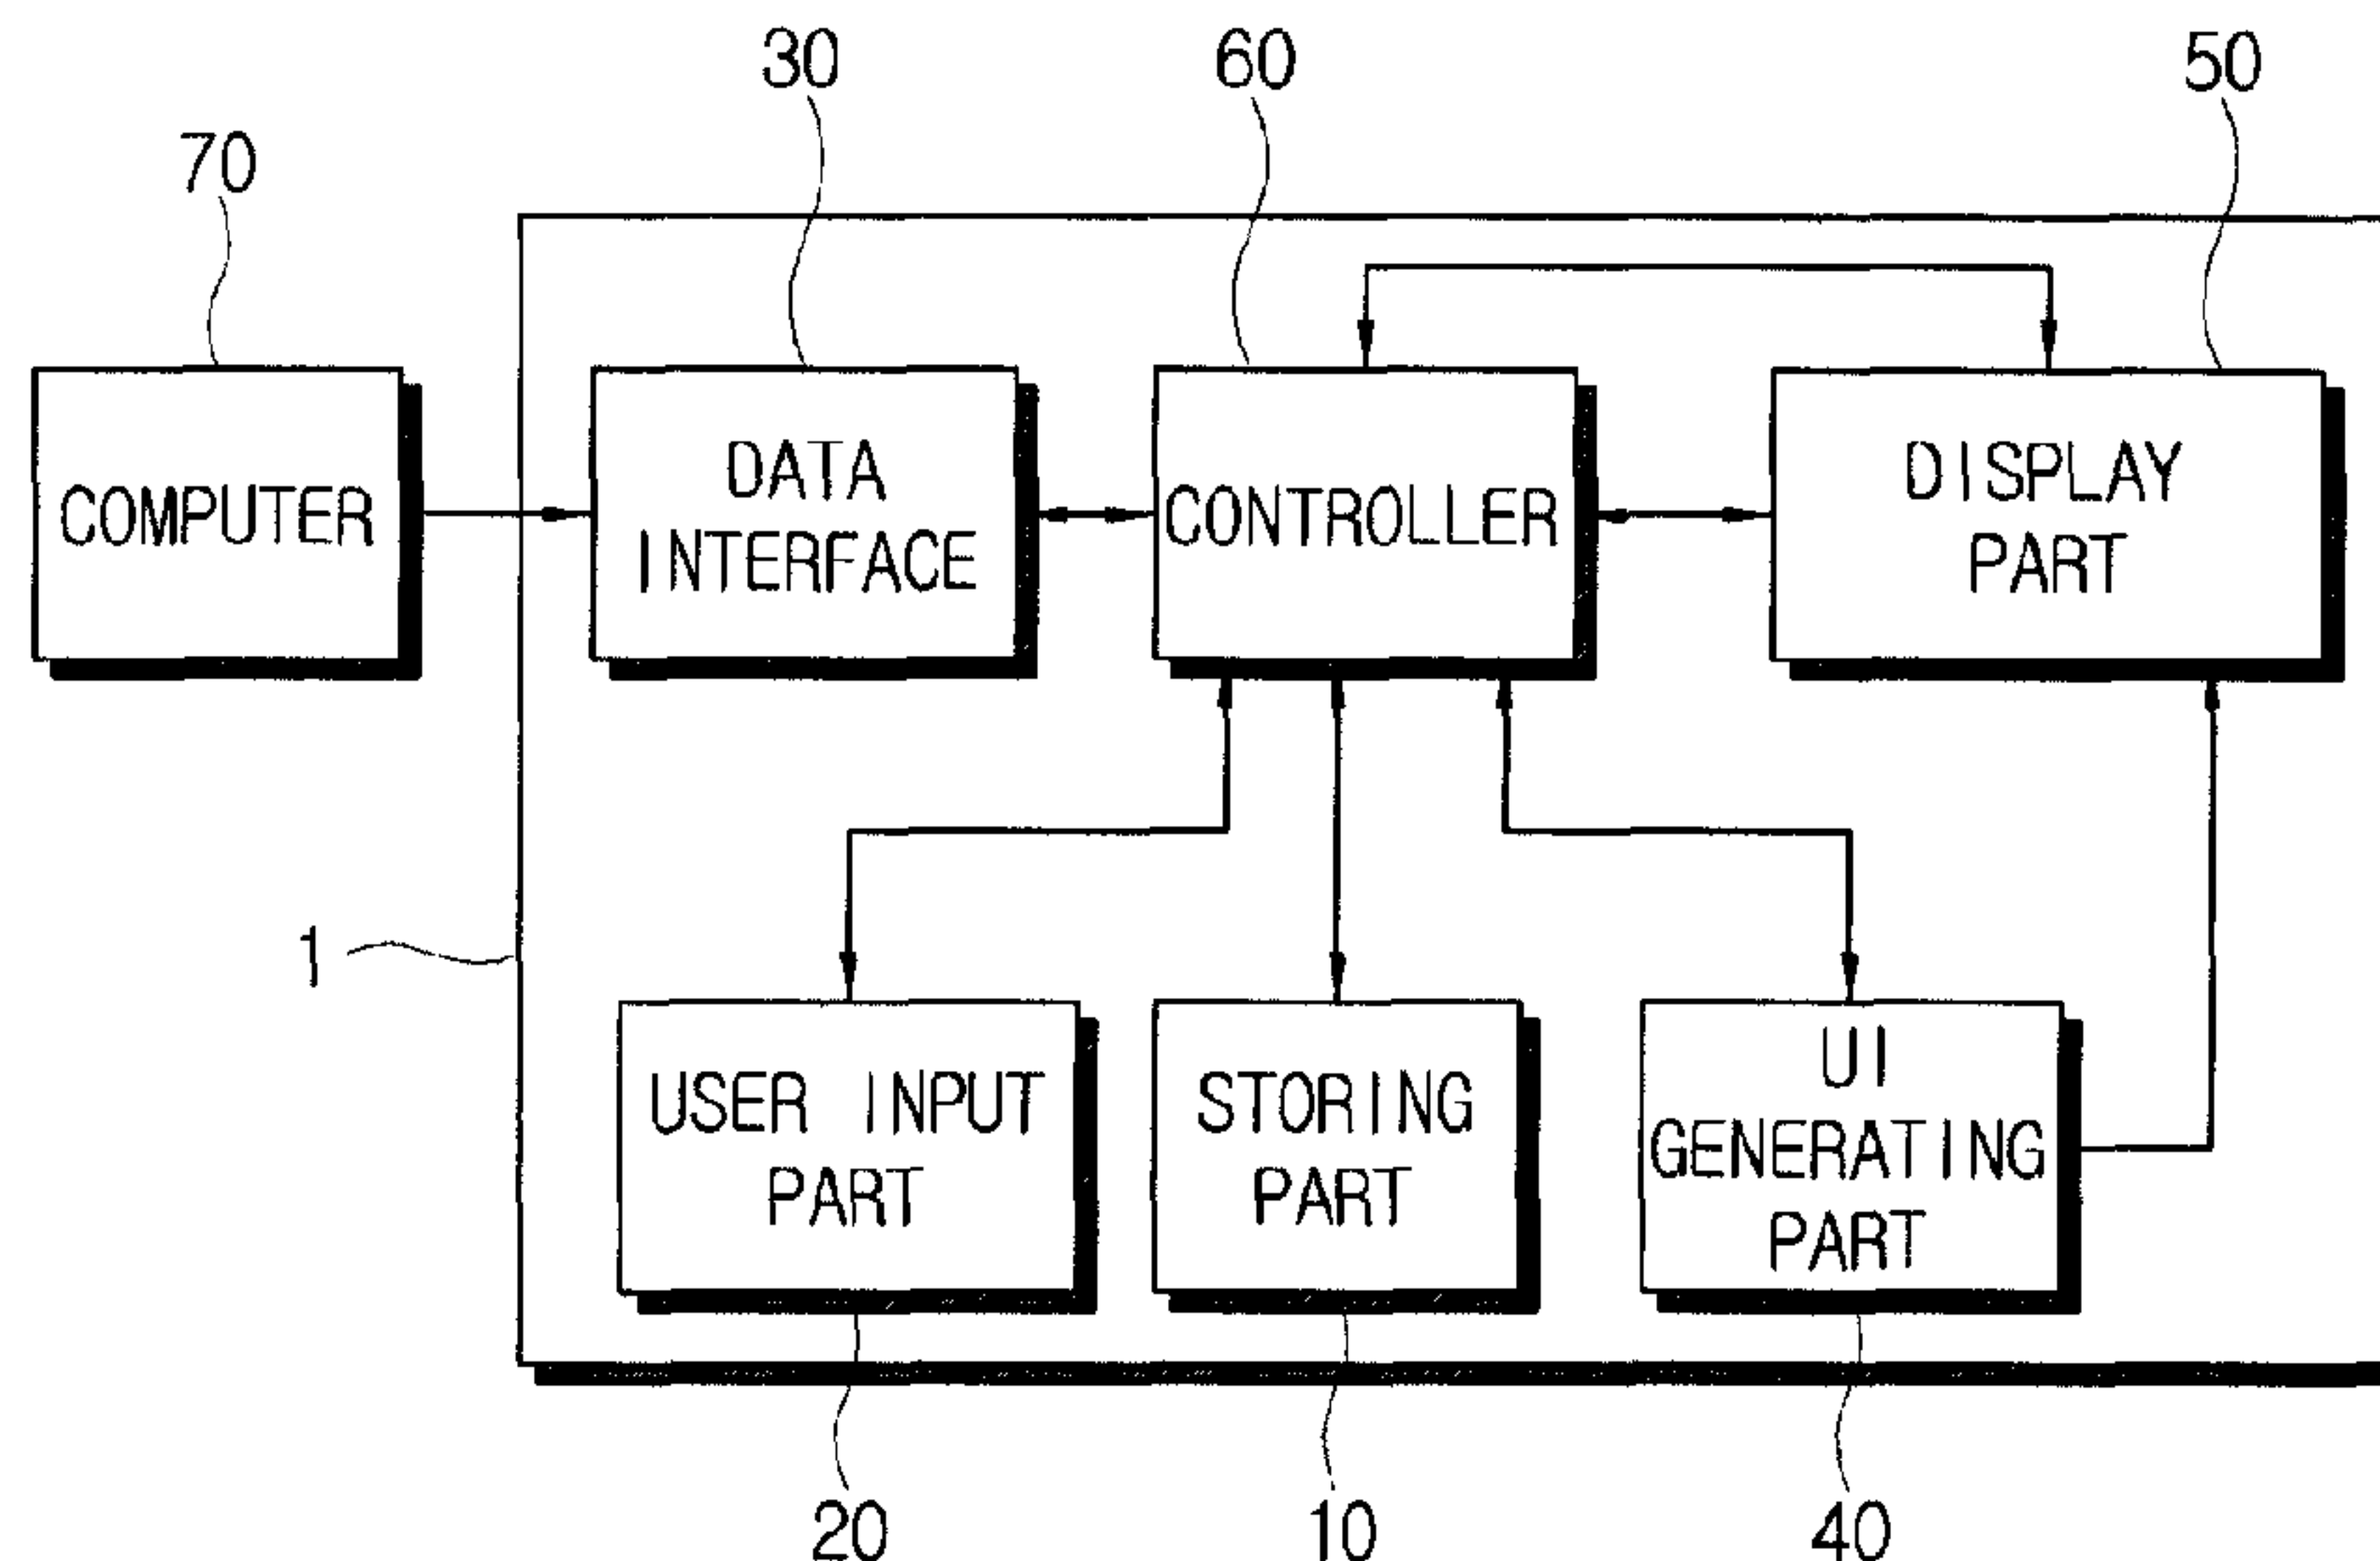 30
60
50
70
COMPUTER
DATA
INTERFACE
CONTROLLER
DISPLAY
PART
1
USER INPUT
PART
STORING
PART
UI
GENERATING
PART
20
10
40